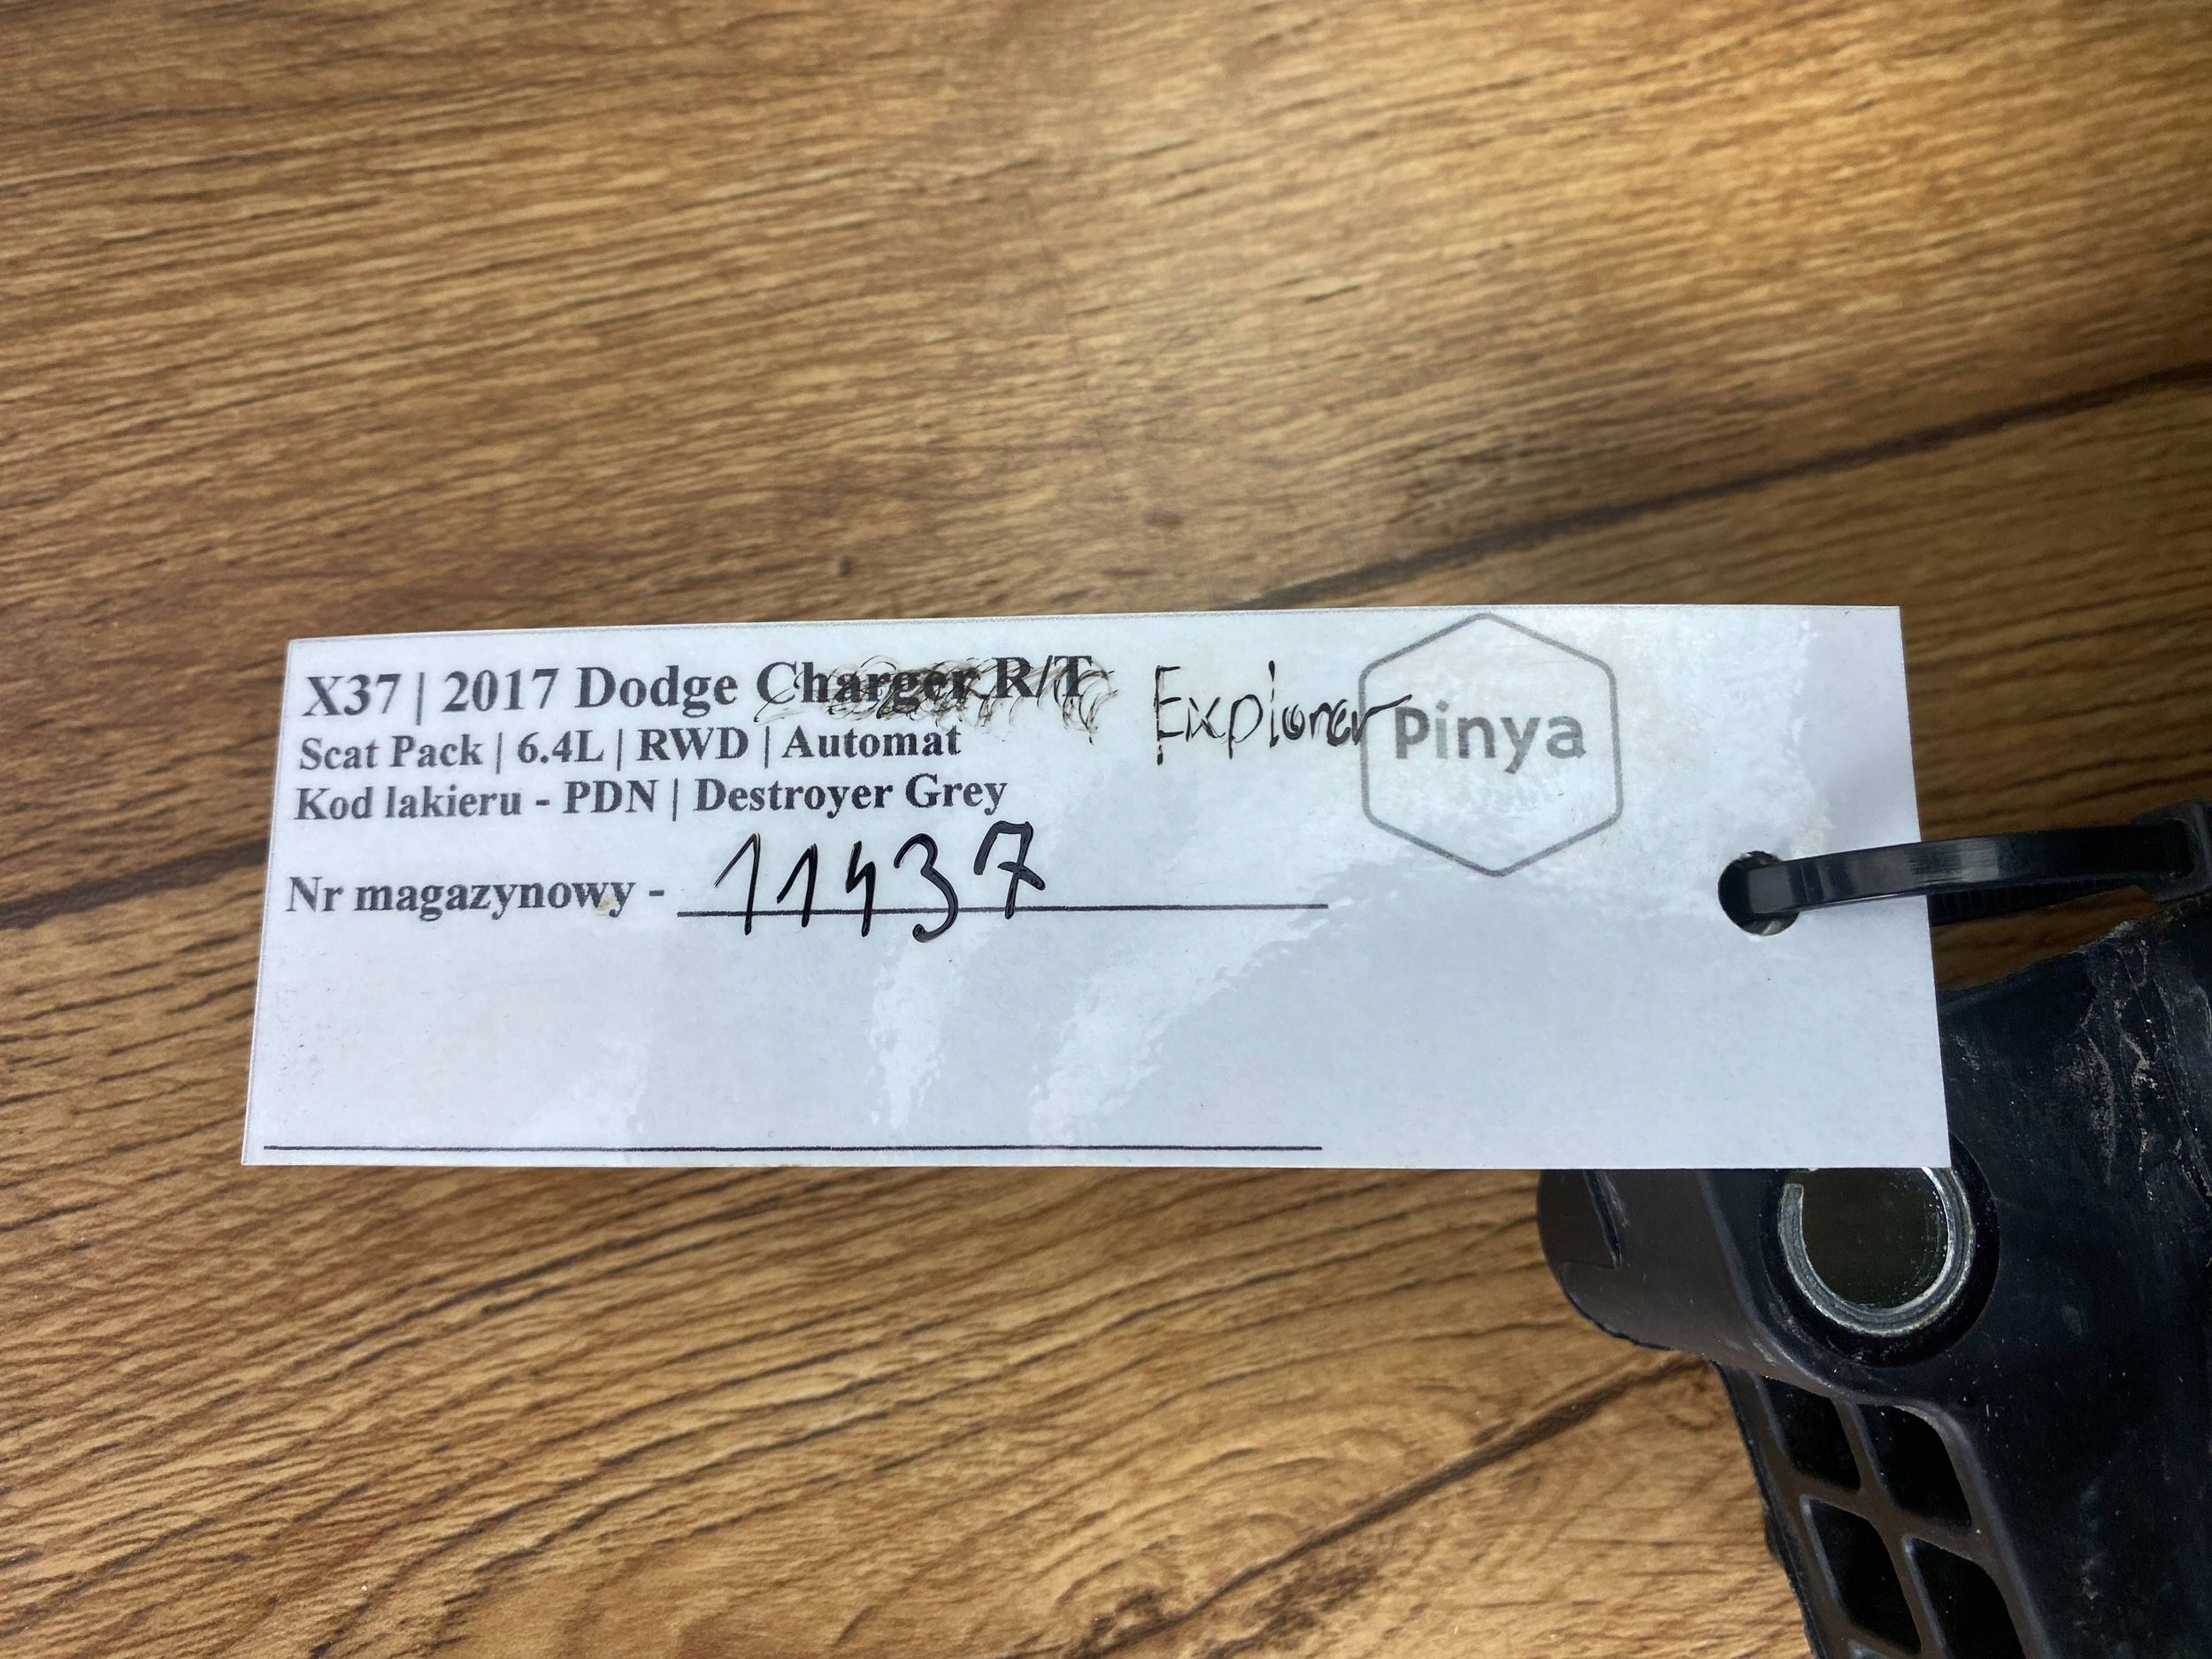 X37 | 2017 Dodge Charger R/T Explorer
Pinya
Scat Pack | 6.4L | RWD | Automat
Kod lakieru - PDN | Destroyer Grey
Nr magazynowy - 11437